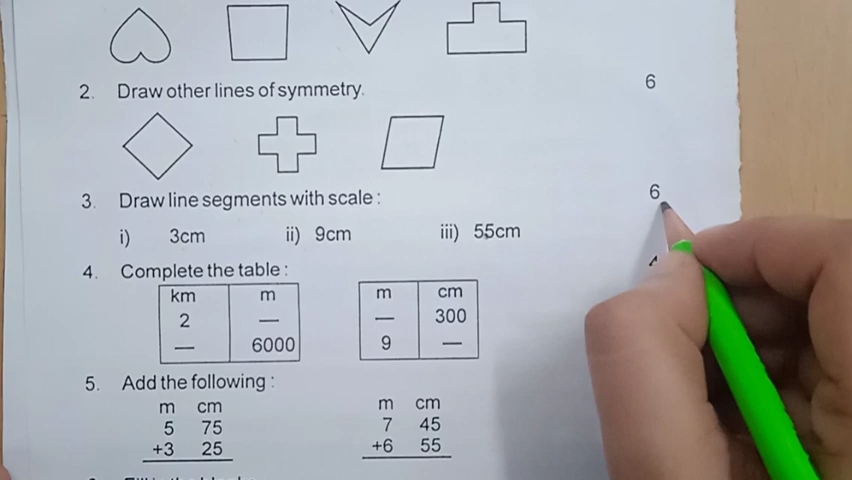 2. Draw other lines of symmetry. 6
3. Draw line segments with scale : 6
i) 3cm ii) 9cm iii) 55cm
4. Complete the table :
km m m cm
2 — — 300
— 6000 9 —
5. Add the following :
m cm m cm
5 75 7 45
+3 25 +6 55